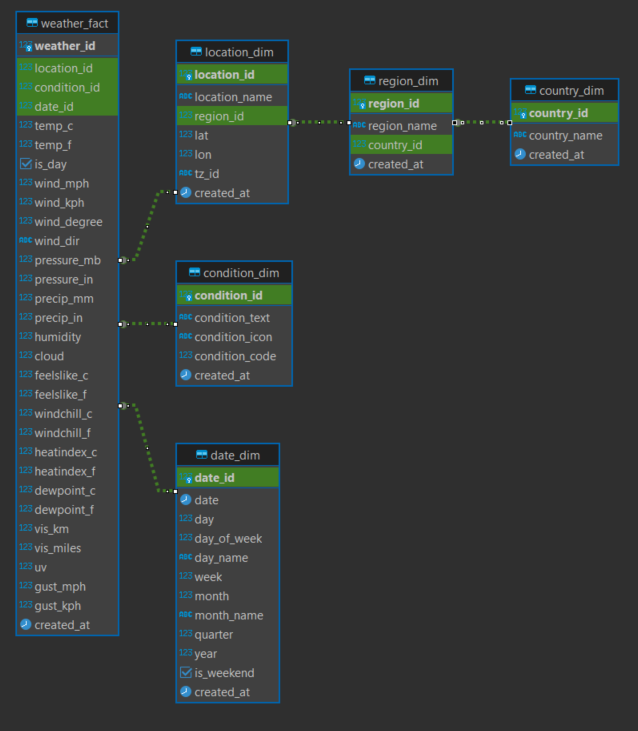 weather_fact
123 weather_id
123 location_id
123 condition_id
123 date_id
123 temp_c
123 temp_f
is_day
123 wind_mph
123 wind_kph
123 wind_degree
ABC wind_dir
123 pressure_mb
123 pressure_in
123 precip_mm
123 precip_in
123 humidity
123 cloud
123 feelslike_c
123 feelslike_f
123 windchill_c
123 windchill_f
123 heatindex_c
123 heatindex_f
123 dewpoint_c
123 dewpoint_f
123 vis_km
123 vis_miles
123 uv
123 gust_mph
123 gust_kph
created_at
location_dim
123 location_id
ABC location_name
123 region_id
123 lat
123 lon
ABC tz_id
created_at
region_dim
123 region_id
ABC region_name
123 country_id
created_at
country_dim
123 country_id
ABC country_name
created_at
condition_dim
123 condition_id
ABC condition_text
ABC condition_icon
123 condition_code
created_at
date_dim
123 date_id
date
123 day
123 day_of_week
ABC day_name
123 week
123 month
ABC month_name
123 quarter
123 year
is_weekend
created_at